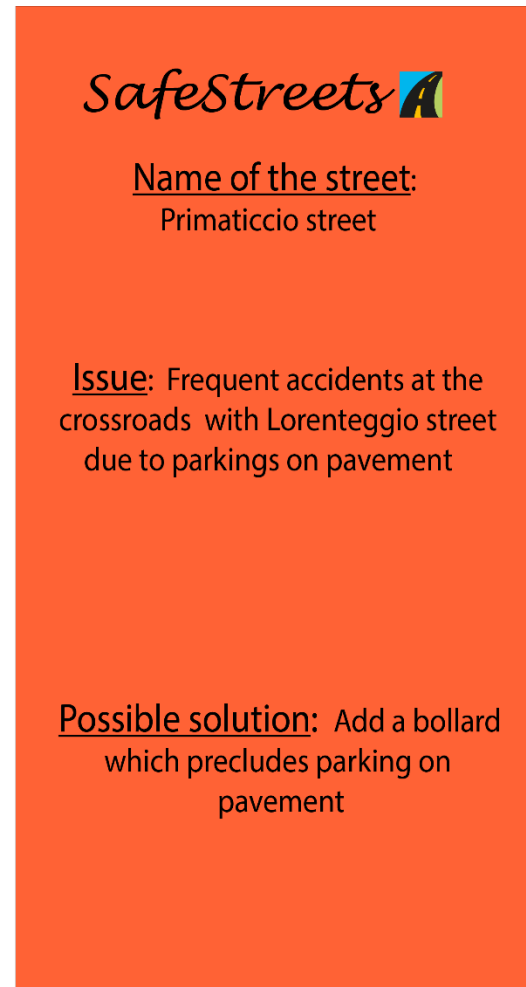 SafeStreets
Name of the street:
Primaticcio street
Issue: Frequent accidents at the
crossroads with Lorenteggio street
due to parkings on pavement
Possible solution: Add a bollard
which precludes parking on
pavement